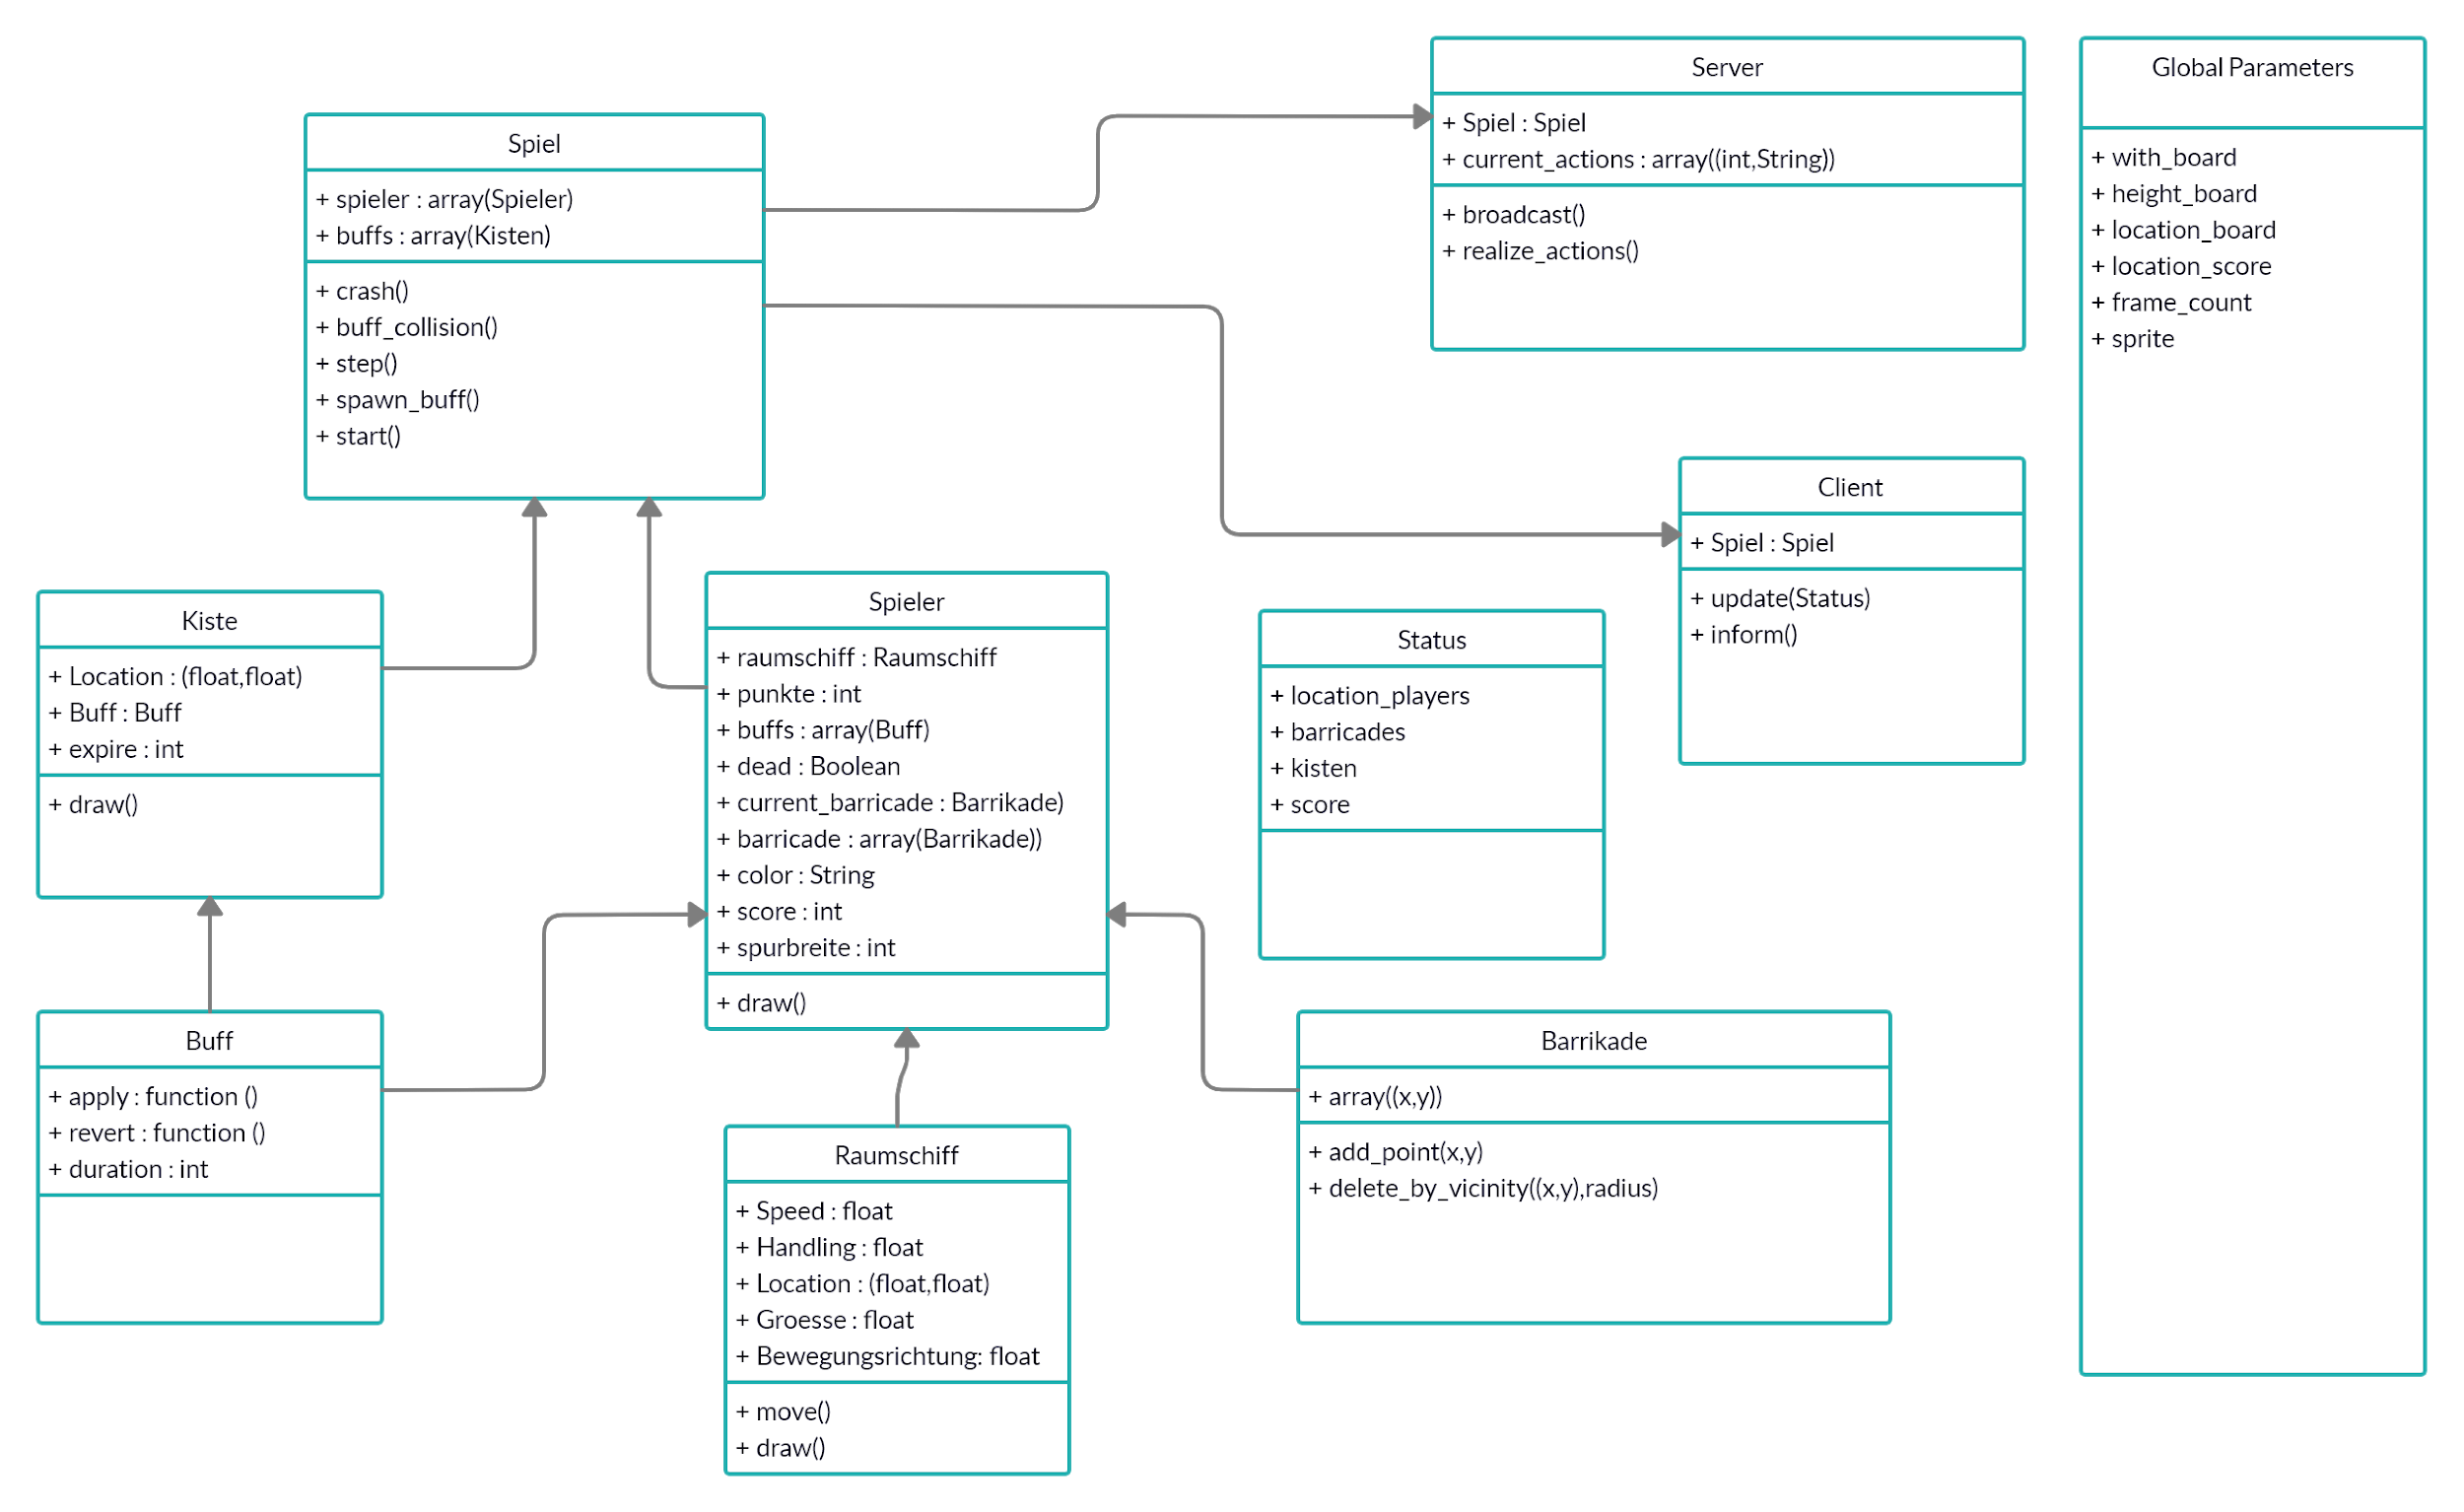 Spiel
+ spieler : array(Spieler)
+ buffs : array(Kisten)
+ crash()
+ buff_collision()
+ step()
+ spawn_buff()
+ start()
Server
+ Spiel : Spiel
+ current_actions : array((int,String))
+ broadcast()
+ realize_actions()
Global Parameters
+ with_board
+ height_board
+ location_board
+ location_score
+ frame_count
+ sprite
Client
+ Spiel : Spiel
+ update(Status)
+ inform()
Kiste
+ Location : (float,float)
+ Buff : Buff
+ expire : int
+ draw()
Spieler
+ raumschiff : Raumschiff
+ punkte : int
+ buffs : array(Buff)
+ dead : Boolean
+ current_barricade : Barrikade)
+ barricade : array(Barrikade))
+ color : String
+ score : int
+ spurbreite : int
+ draw()
Status
+ location_players
+ barricades
+ kisten
+ score
Buff
+ apply : function ()
+ revert : function ()
+ duration : int
Raumschiff
+ Speed : float
+ Handling : float
+ Location : (float,float)
+ Groesse : float
+ Bewegungsrichtung: float
+ move()
+ draw()
Barrikade
+ array((x,y))
+ add_point(x,y)
+ delete_by_vicinity((x,y),radius)